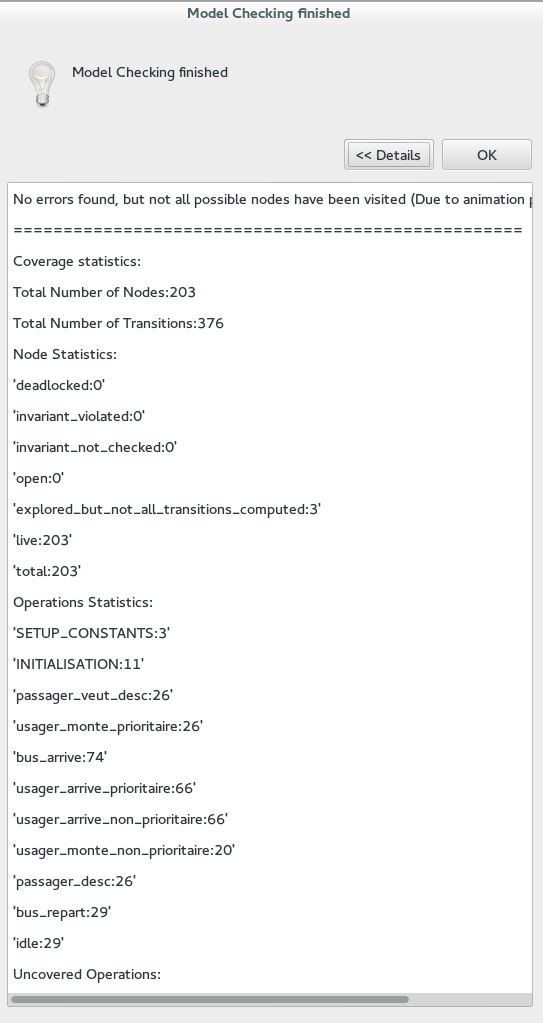 Model Checking finished
Model Checking finished
<< Details
OK
No errors found, but not all possible nodes have been visited (Due to animation
===================================================
Coverage statistics:
Total Number of Nodes:203
Total Number of Transitions:376
Node Statistics:
'deadlocked:0'
'invariant_violated:0'
'invariant_not_checked:0'
'open:0'
'explored_but_not_all_transitions_computed:3'
'live:203'
'total:203'
Operations Statistics:
'SETUP_CONSTANTS:3'
'INITIALISATION:11'
'passager_veut_desc:26'
'usager_monte_prioritaire:26'
'bus_arrive:74'
'usager_arrive_prioritaire:66'
'usager_arrive_non_prioritaire:66'
'usager_monte_non_prioritaire:20'
'passager_desc:26'
'bus_repart:29'
'idle:29'
Uncovered Operations: